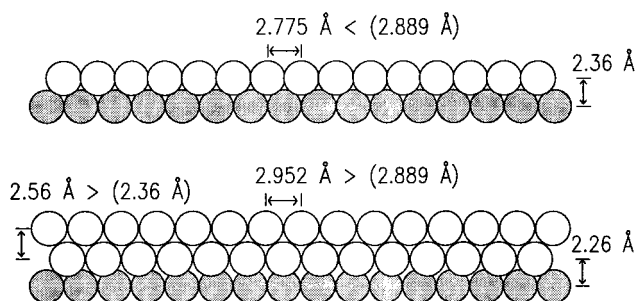 2.775 Å < (2.889 Å)
2.36 Å
2.56 Å > (2.36 Å)
2.952 Å > (2.889 Å)
2.26 Å